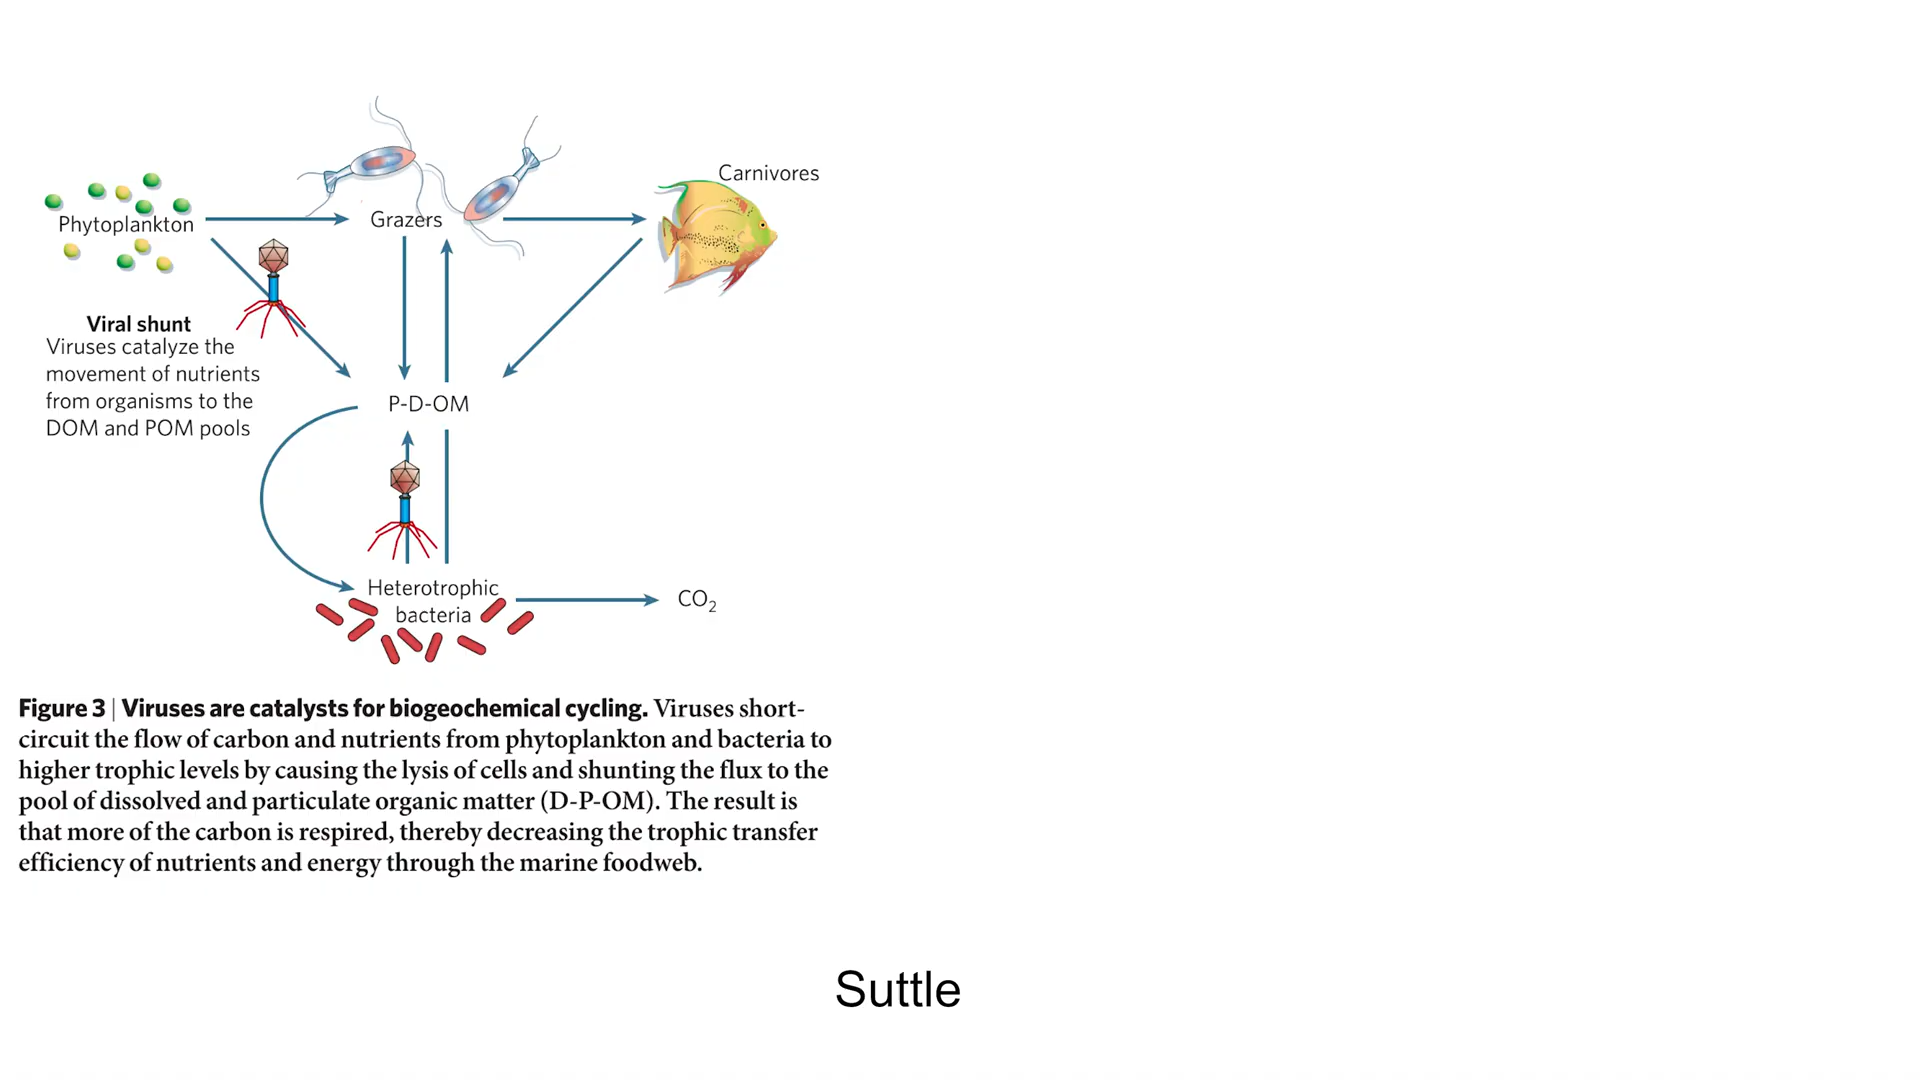 Carnivores
Phytoplankton
Grazers
Viral shunt
Viruses catalyze the
movement of nutrients
from organisms to the
DOM and POM pools
P-D-OM
Heterotrophic
bacteria
CO2
Figure 3 | Viruses are catalysts for biogeochemical cycling. Viruses short-
circuit the flow of carbon and nutrients from phytoplankton and bacteria to
higher trophic levels by causing the lysis of cells and shunting the flux to the
pool of dissolved and particulate organic matter (D-P-OM). The result is
that more of the carbon is respired, thereby decreasing the trophic transfer
efficiency of nutrients and energy through the marine foodweb.
Suttle